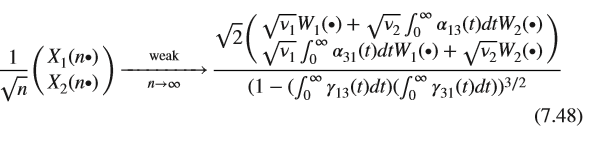 $$\frac{1}{\sqrt{n}} \begin{pmatrix} X_1(n\bullet) \\ X_2(n\bullet) \end{pmatrix} \xrightarrow[n\to\infty]{\text{weak}} \frac{\sqrt{2} \begin{pmatrix} \sqrt{\nu_1} W_1(\bullet) + \sqrt{\nu_2} \int_0^\infty \alpha_{13}(t)dt W_2(\bullet) \\ \sqrt{\nu_1} \int_0^\infty \alpha_{31}(t)dt W_1(\bullet) + \sqrt{\nu_2} W_2(\bullet) \end{pmatrix}}{(1 - (\int_0^\infty \gamma_{13}(t)dt)(\int_0^\infty \gamma_{31}(t)dt))^{3/2}}$$
(7.48)